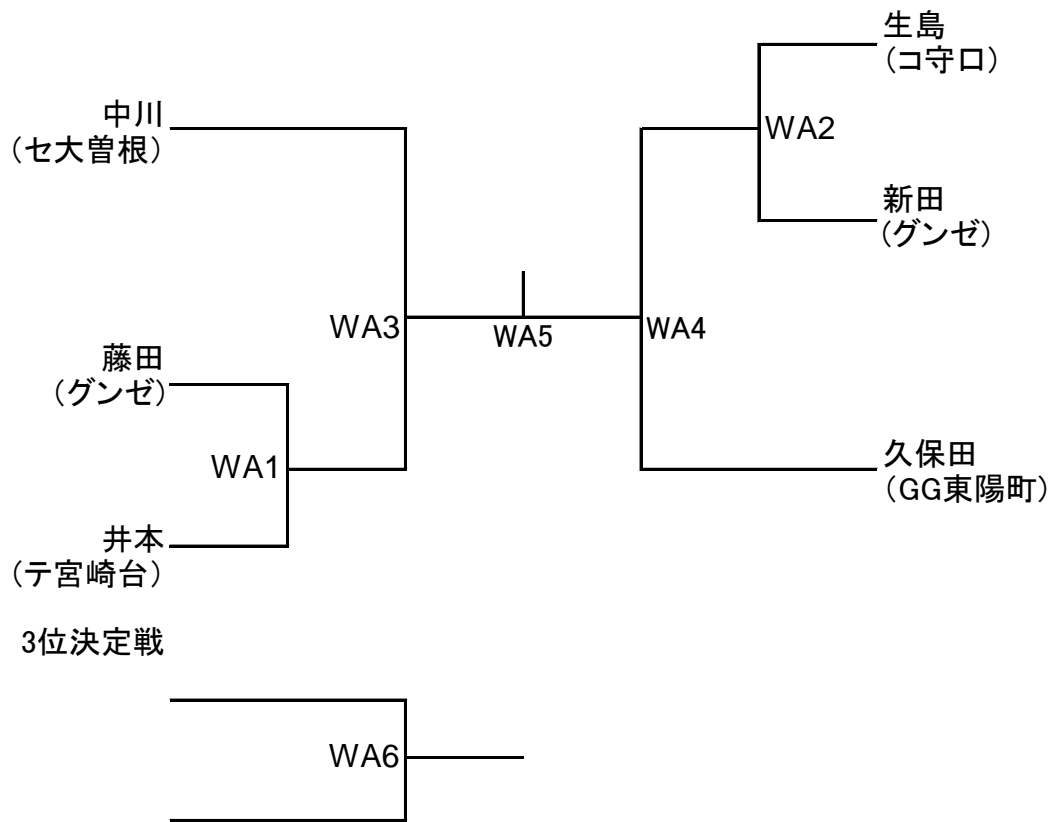 中川
(セ大曽根)
藤田
(グンゼ)
WA1
井本
(テ宮崎台)
WA3
WA5
WA4
生島
(コ守口)
WA2
新田
(グンゼ)
久保田
(GG東陽町)
3位決定戦
WA6